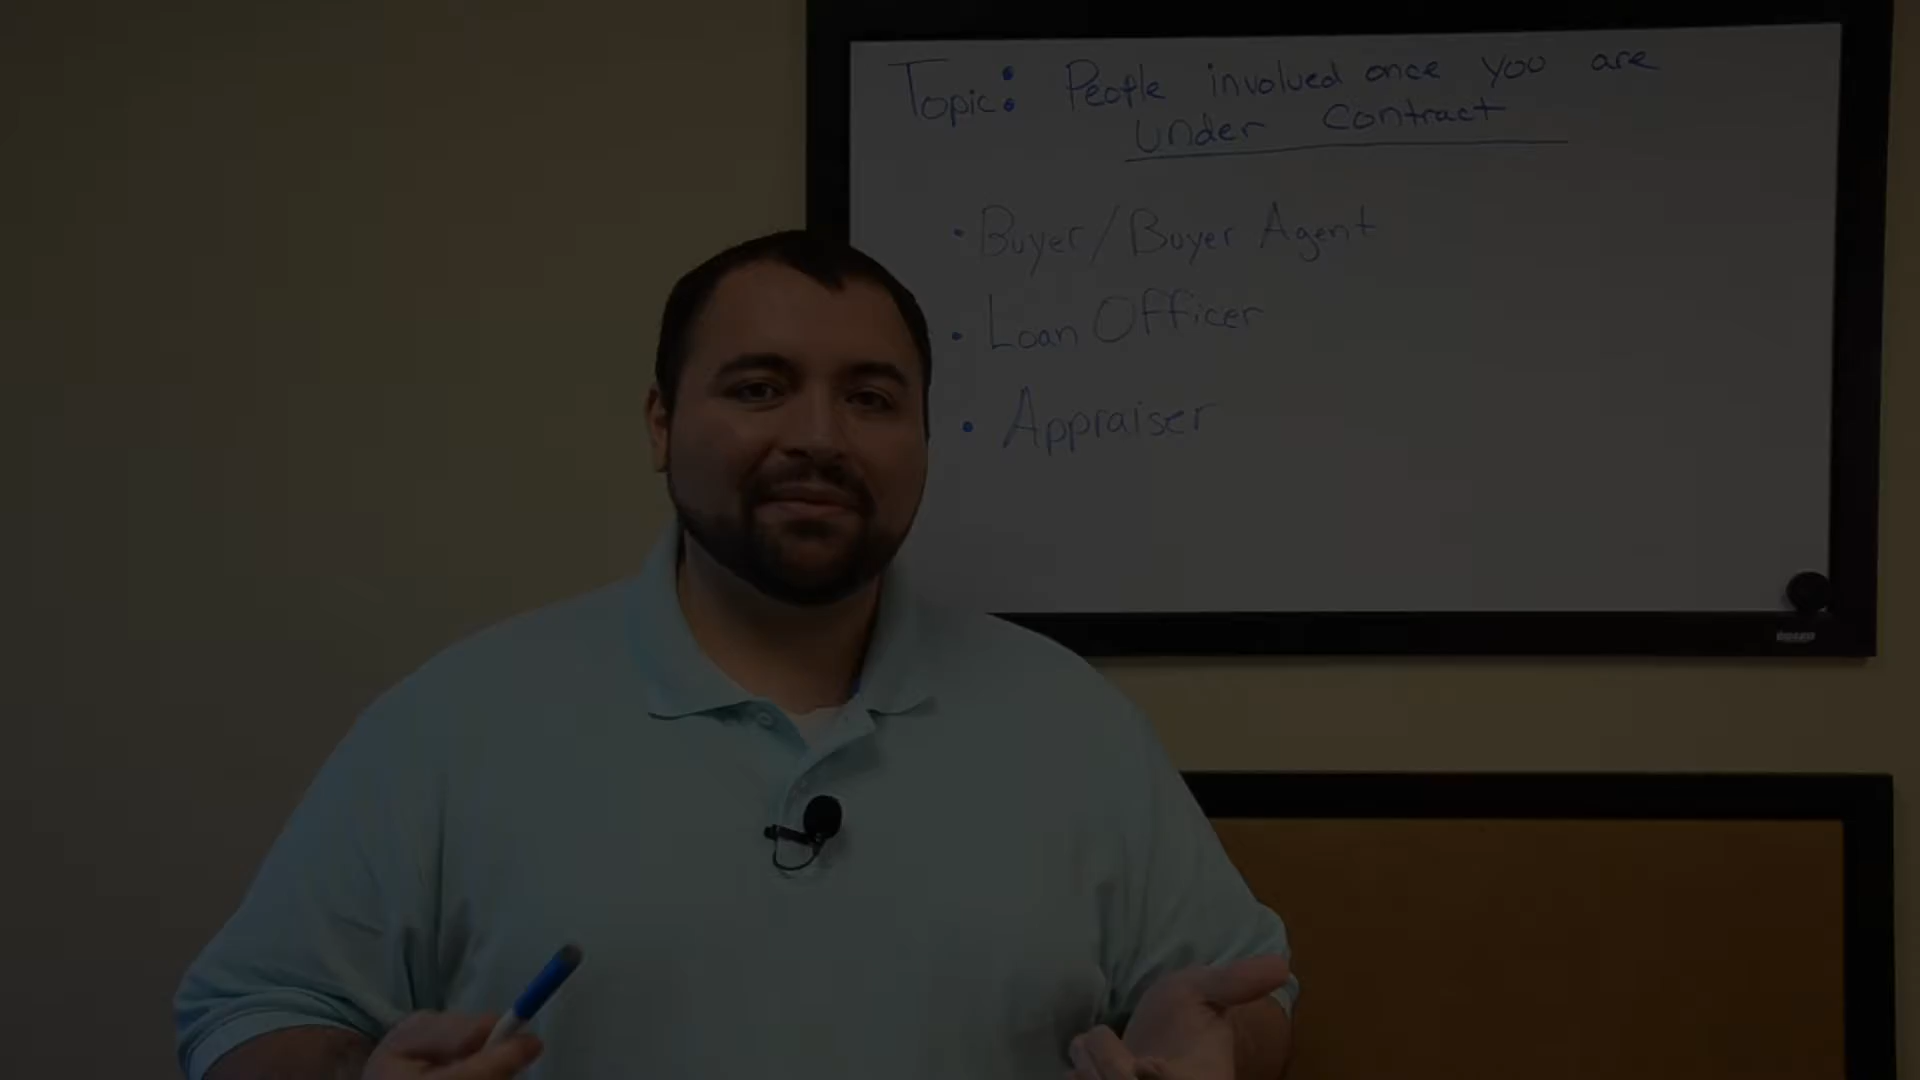 Topic: People involved once you are
Under Contract
• Buyer/Buyer Agent
• Loan Officer
• Appraiser